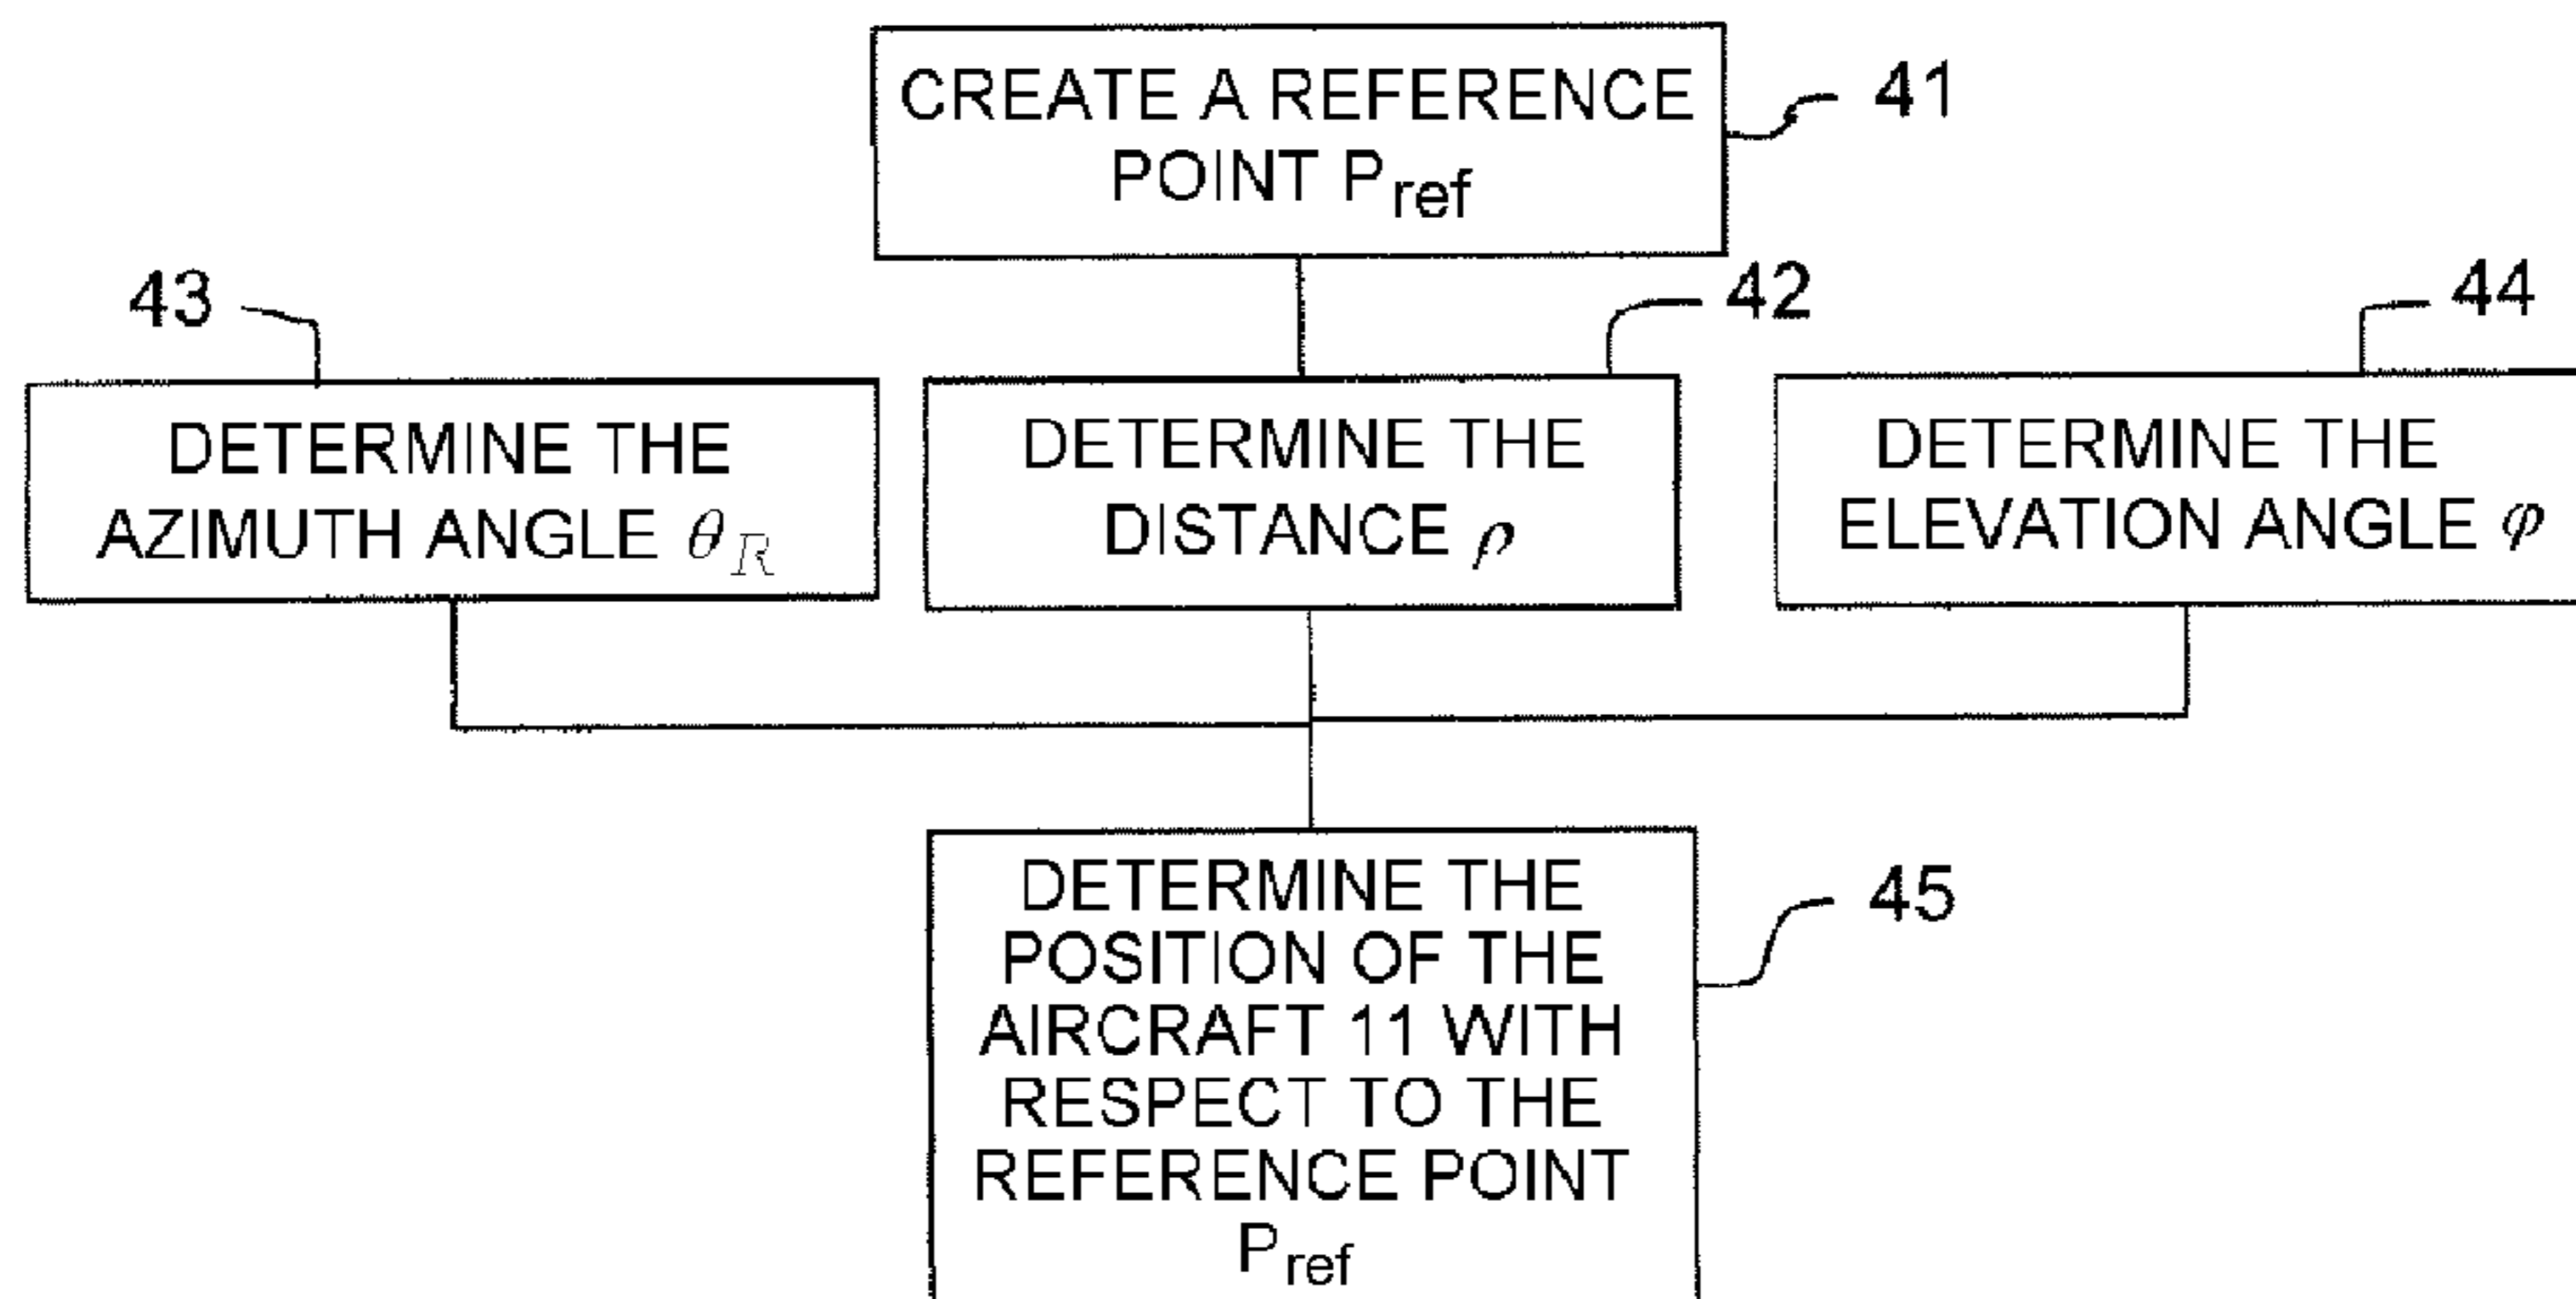 CREATE A REFERENCE
POINT Pref
41
43
42
44
DETERMINE THE
AZIMUTH ANGLE θR
DETERMINE THE
DISTANCE ρ
DETERMINE THE
ELEVATION ANGLE φ
DETERMINE THE
POSITION OF THE
AIRCRAFT 11 WITH
RESPECT TO THE
REFERENCE POINT
Pref
45